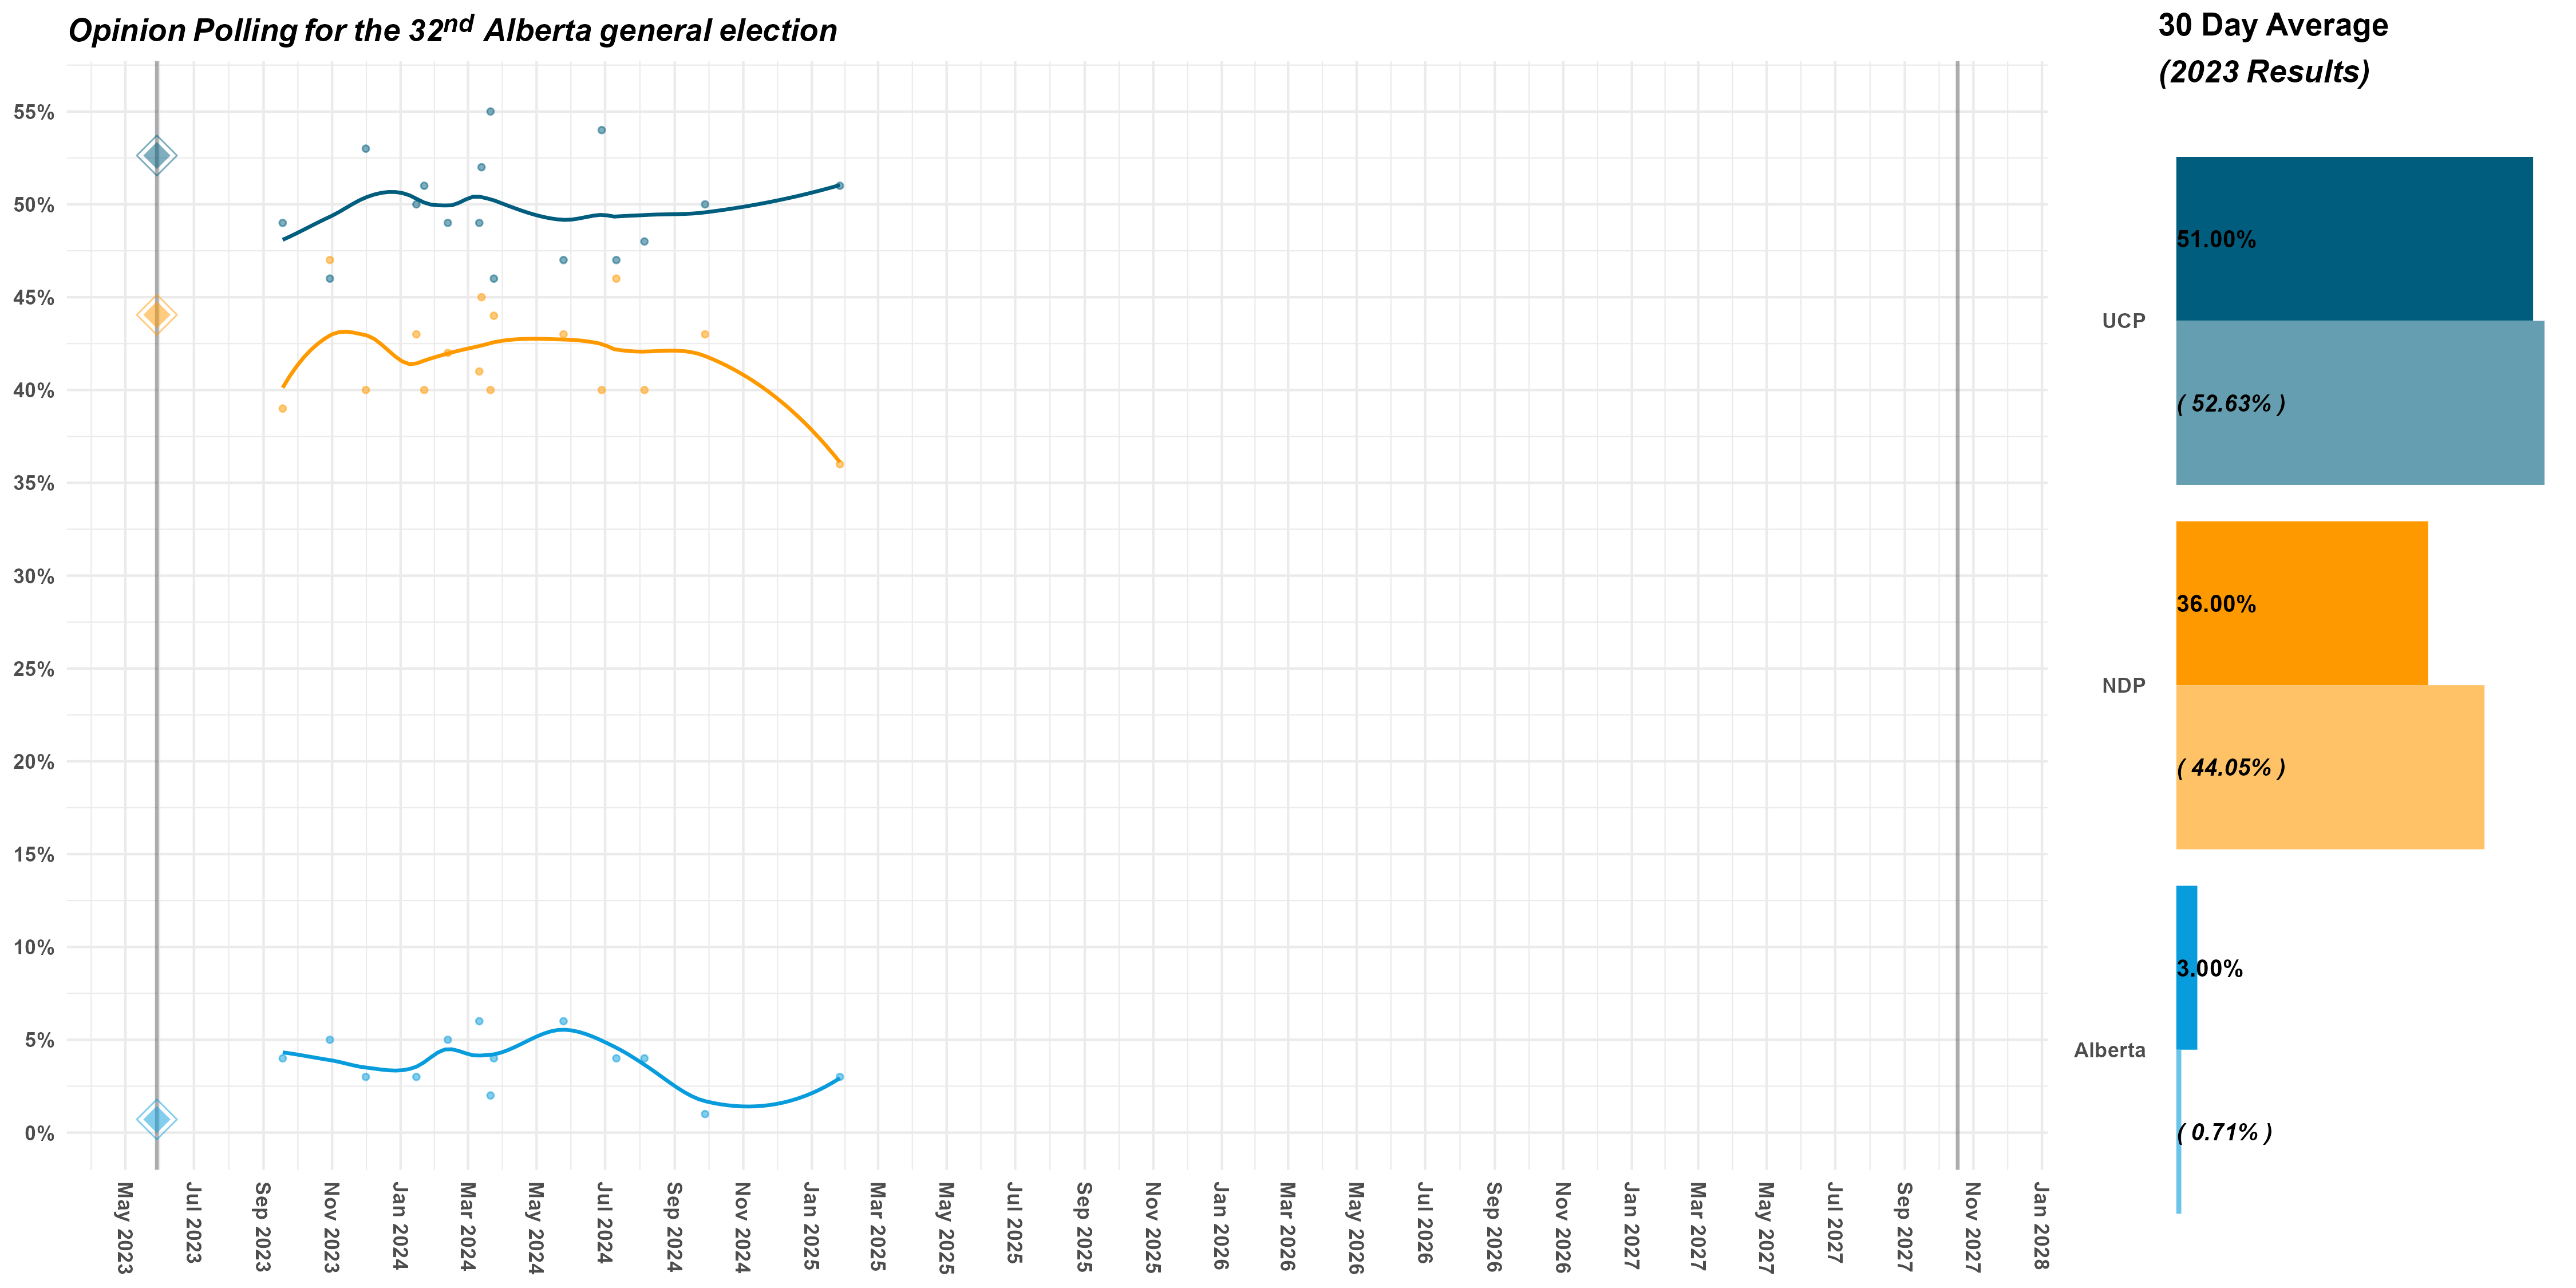 Opinion Polling for the 32nd Alberta general election
30 Day Average
(2023 Results)
55%
50%
45%
40%
35%
30%
25%
20%
15%
10%
5%
0%
May 2023
Jul 2023
Sep 2023
Nov 2023
Jan 2024
Mar 2024
May 2024
Jul 2024
Sep 2024
Nov 2024
Jan 2025
Mar 2025
May 2025
Jul 2025
Sep 2025
Nov 2025
Jan 2026
Mar 2026
May 2026
Jul 2026
Sep 2026
Nov 2026
Jan 2027
Mar 2027
May 2027
Jul 2027
Sep 2027
Nov 2027
Jan 2028
UCP
51.00%
( 52.63% )
NDP
36.00%
( 44.05% )
Alberta
3.00%
( 0.71% )